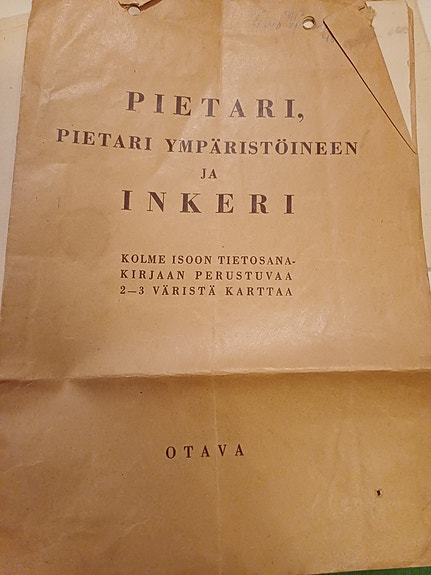 PIETARI,
PIETARI YMPÄRISTÖINEEN
JA
INKERI
KOLME ISOON TIETOSANA-
KIRJAAN PERUSTUVAA
2—3 VÄRISTÄ KARTTAA
OTAVA